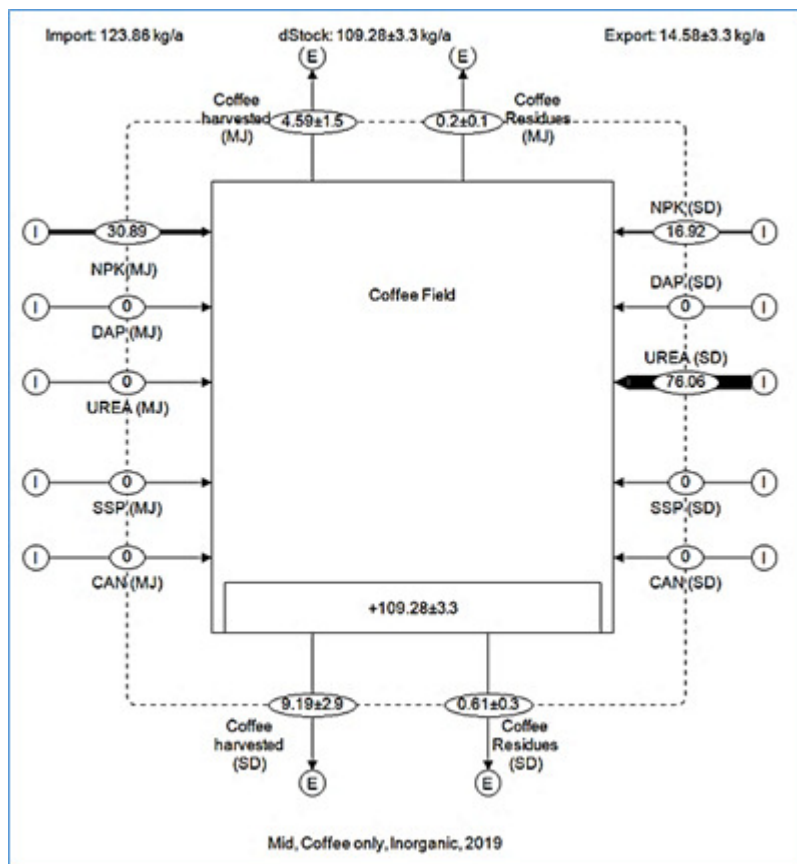 Import: 123.86 kg/a dStock: 109.28±3.3 kg/a Export: 14.58±3.3 kg/a
E E
Coffee
harvested
(MJ)
4.59±1.5
0.2±0.1
Coffee
Residues
(MJ)
I 30.89
NPK(MJ)
I 0
DAP (MJ)
I 0
UREA (MJ)
I 0
SSP (MJ)
I 0
CAN (MJ)
Coffee Field
NPK (SD)
16.92 I
DAP (SD)
0 I
UREA (SD)
76.06 I
0 I
SSP (SD)
0 I
CAN (SD)
+109.28±3.3
9.19±2.9
Coffee
harvested
(SD)
E
0.61±0.3
Coffee
Residues
(SD)
E
Mid, Coffee only, Inorganic, 2019